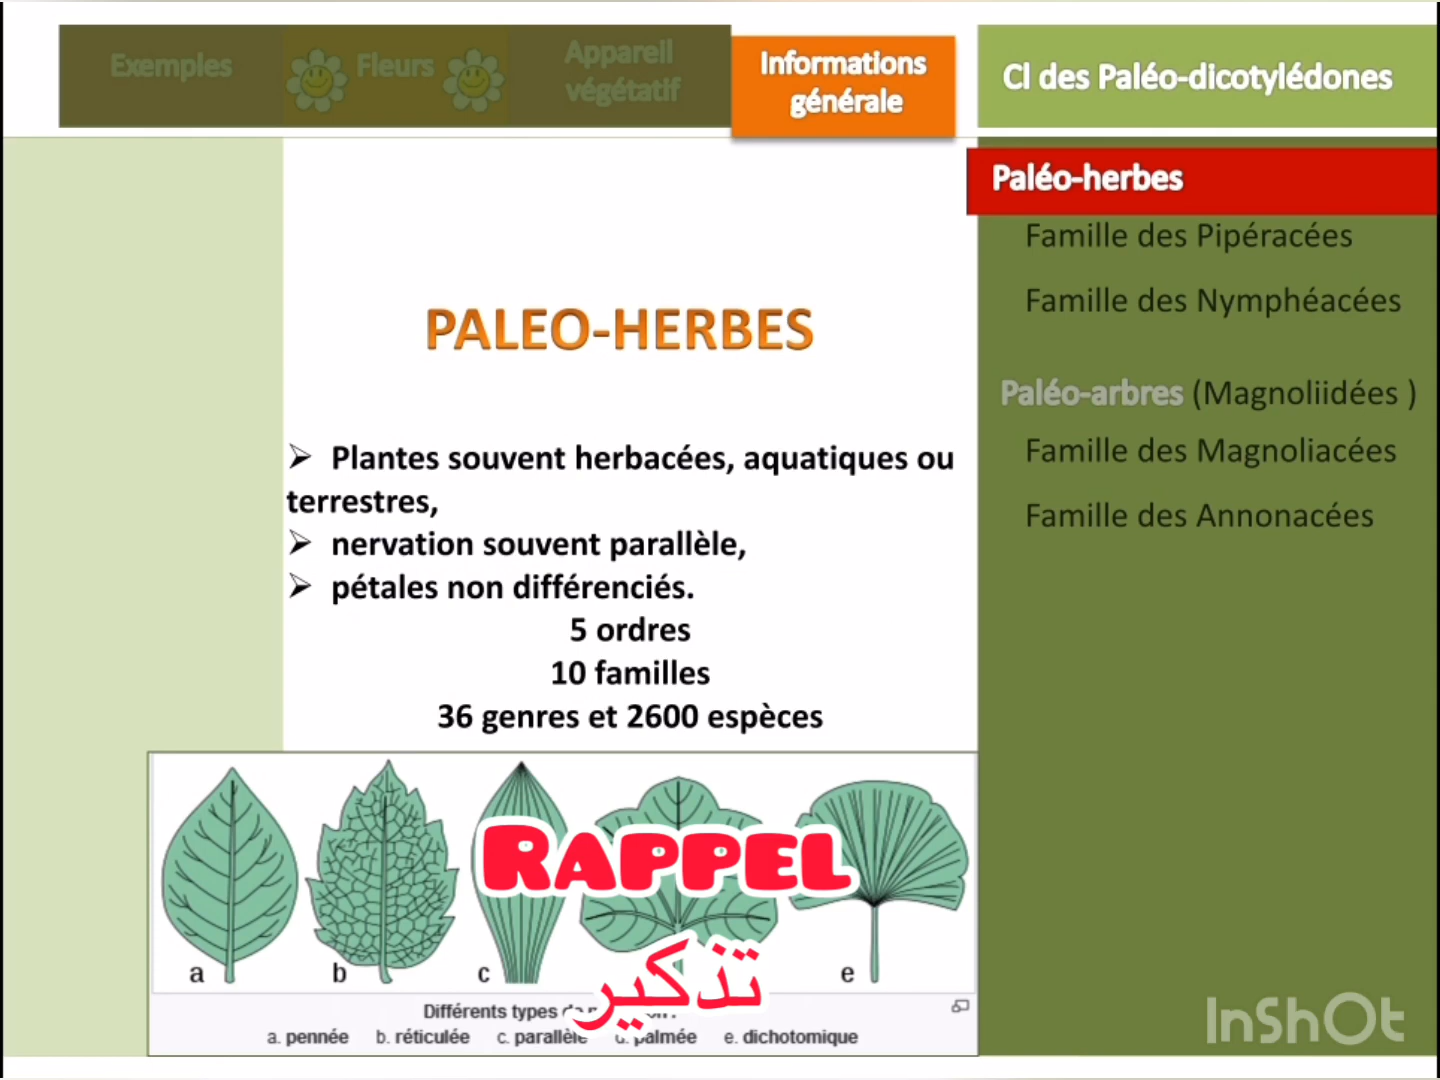 Exemples
Fleurs
Appareil
végétatif
Informations
générale
Cl des Paléo-dicotylédones
Paléo-herbes
Famille des Pipéracées
Famille des Nymphéacées
Paléo-arbres (Magnoliidées )
Famille des Magnoliacées
Famille des Annonacées
PALEO-HERBES
➢ Plantes souvent herbacées, aquatiques ou
terrestres,
➢ nervation souvent parallèle,
➢ pétales non différenciés.
5 ordres
10 familles
36 genres et 2600 espèces
RAPPEL
تذكير
a b c e
Différents types
a. pennée b. réticulée c. parallèle d. palmée e. dichotomique
InShOt